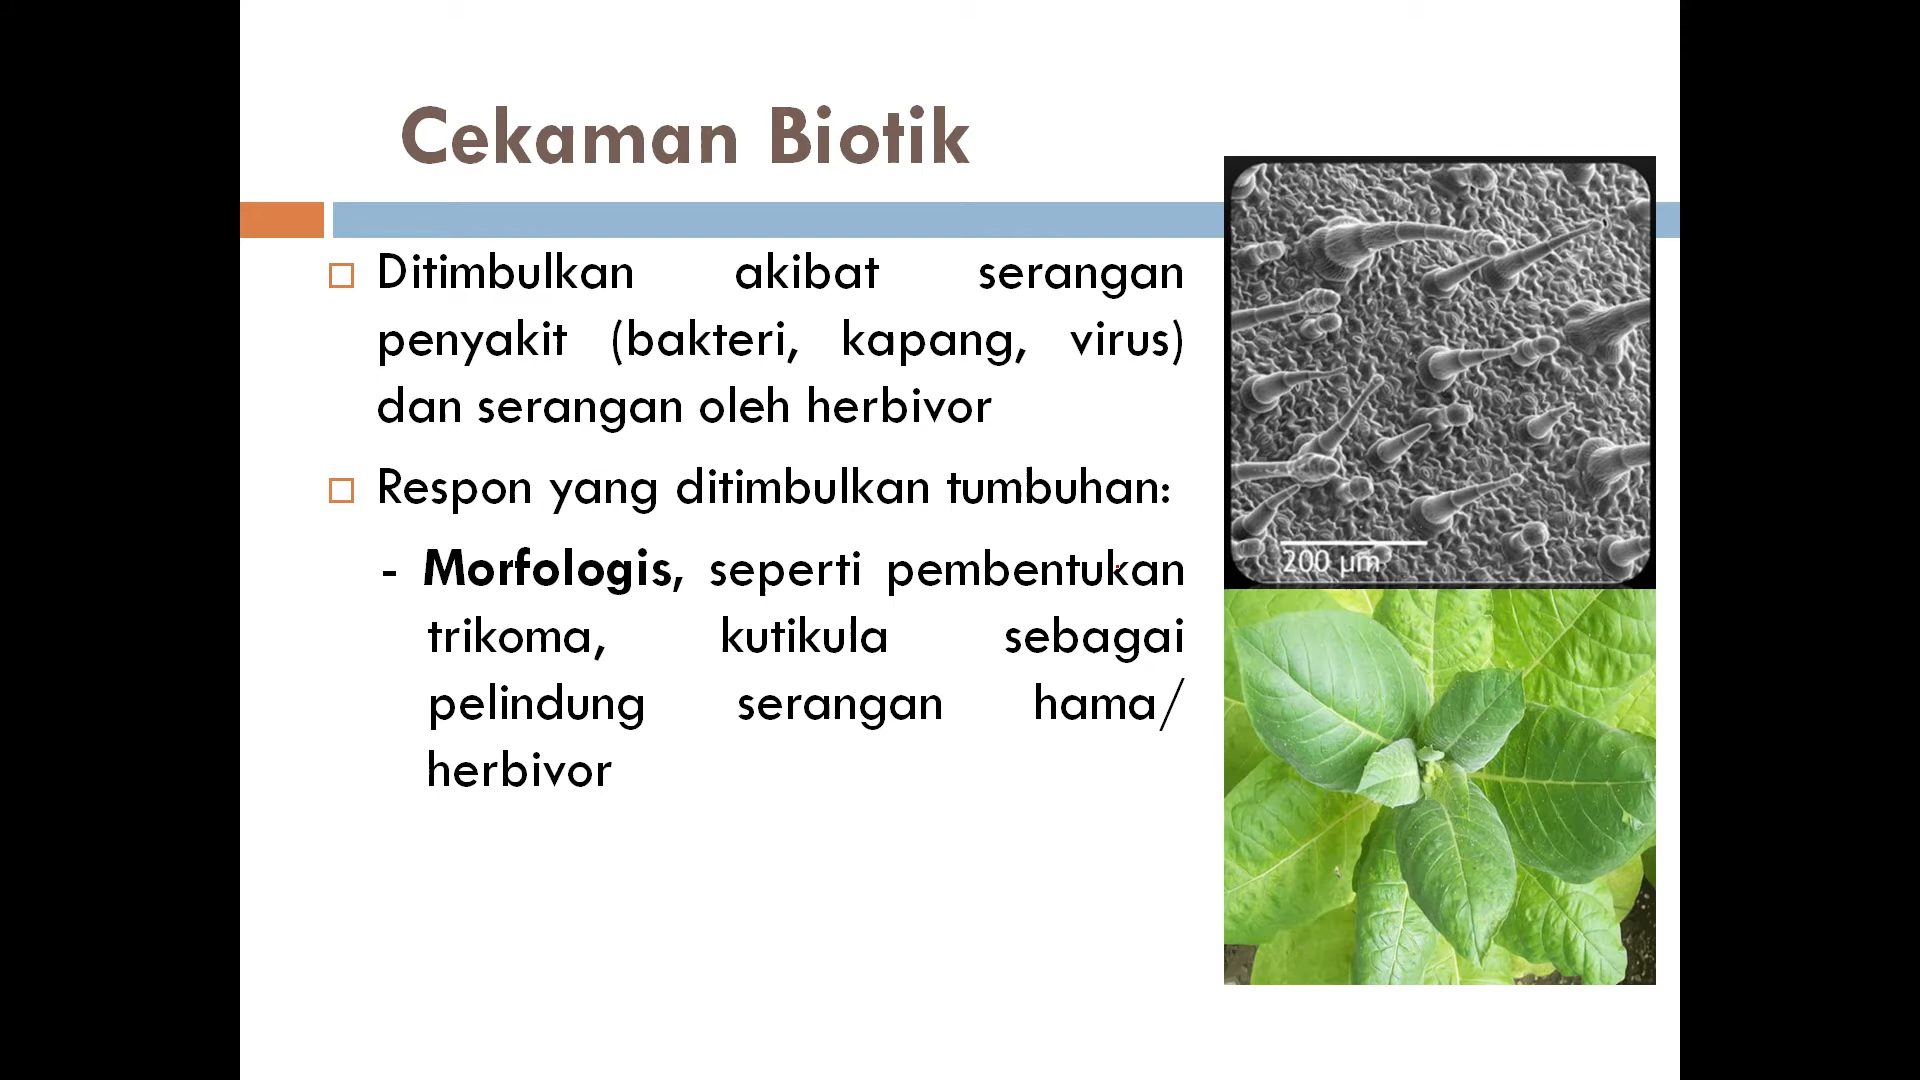 Cekaman Biotik
Ditimbulkan akibat serangan
penyakit (bakteri, kapang, virus)
dan serangan oleh herbivor
Respon yang ditimbulkan tumbuhan:
- Morfologis, seperti pembentukan
trikoma, kutikula sebagai
pelindung serangan hama/
herbivor
200 µm